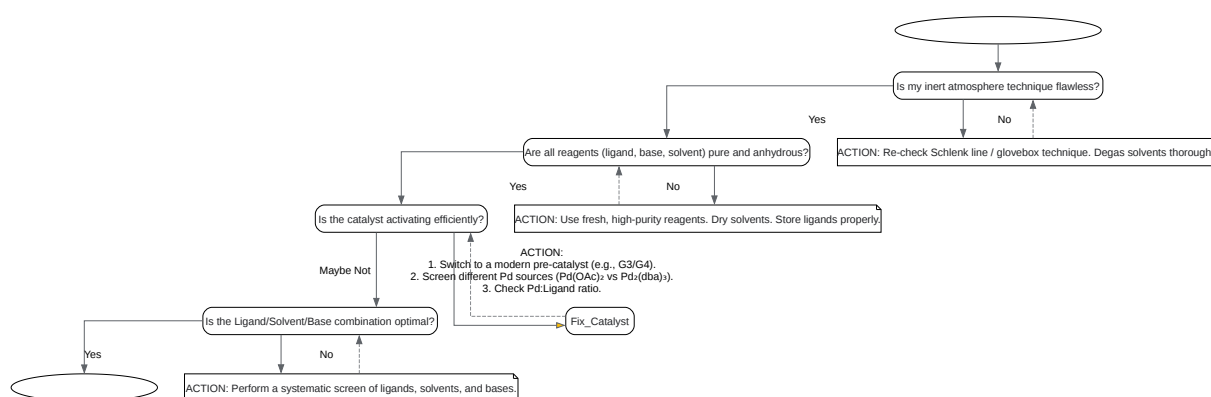 Is my inert atmosphere technique flawless?
Yes
No
Are all reagents (ligand, base, solvent) pure and anhydrous?
ACTION: Re-check Schlenk line / glovebox technique. Degas solvents thorough
Yes
No
Is the catalyst activating efficiently?
ACTION: Use fresh, high-purity reagents. Dry solvents. Store ligands properly.
Maybe Not
ACTION:
1. Switch to a modern pre-catalyst (e.g., G3/G4).
2. Screen different Pd sources (Pd(OAc)₂ vs Pd₂(dba)₃).
3. Check Pd:Ligand ratio.
Is the Ligand/Solvent/Base combination optimal?
Fix_Catalyst
Yes
No
ACTION: Perform a systematic screen of ligands, solvents, and bases.